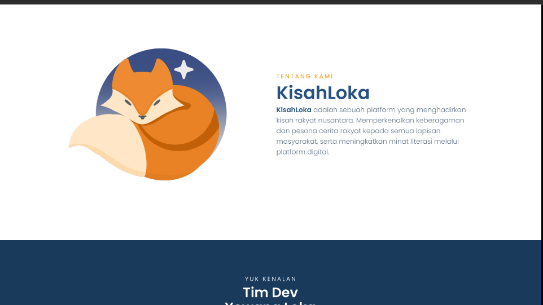 TENTANG KAMI
KisahLoka
KisahLoka adalah sebuah platform yang menghadirkan
kisah rakyat nusantara. Memperkenalkan keberagaman
dan pesona cerita rakyat kepada semua lapisan
masyarakat, serta meningkatkan minat literasi melalui
platform digital.
YUK KENALAN
Tim Dev